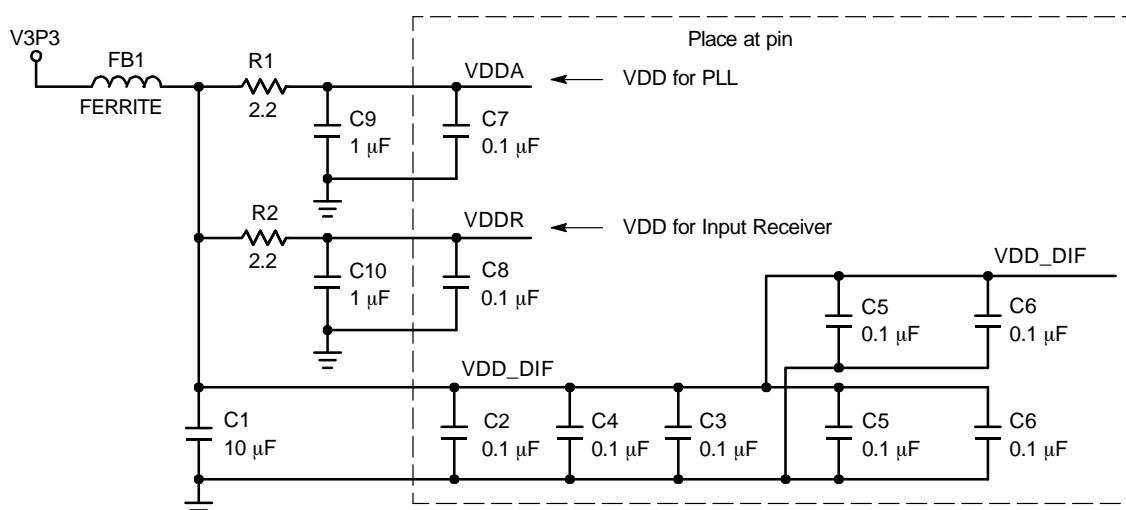 Place at pin
V3P3
FB1
FERRITE
R1
2.2
VDDA
VDD for PLL
C9
1 μF
C7
0.1 μF
R2
2.2
VDDR
VDD for Input Receiver
C10
1 μF
C8
0.1 μF
VDD_DIF
C5
0.1 μF
C6
0.1 μF
VDD_DIF
C1
10 μF
C2
0.1 μF
C4
0.1 μF
C3
0.1 μF
C5
0.1 μF
C6
0.1 μF